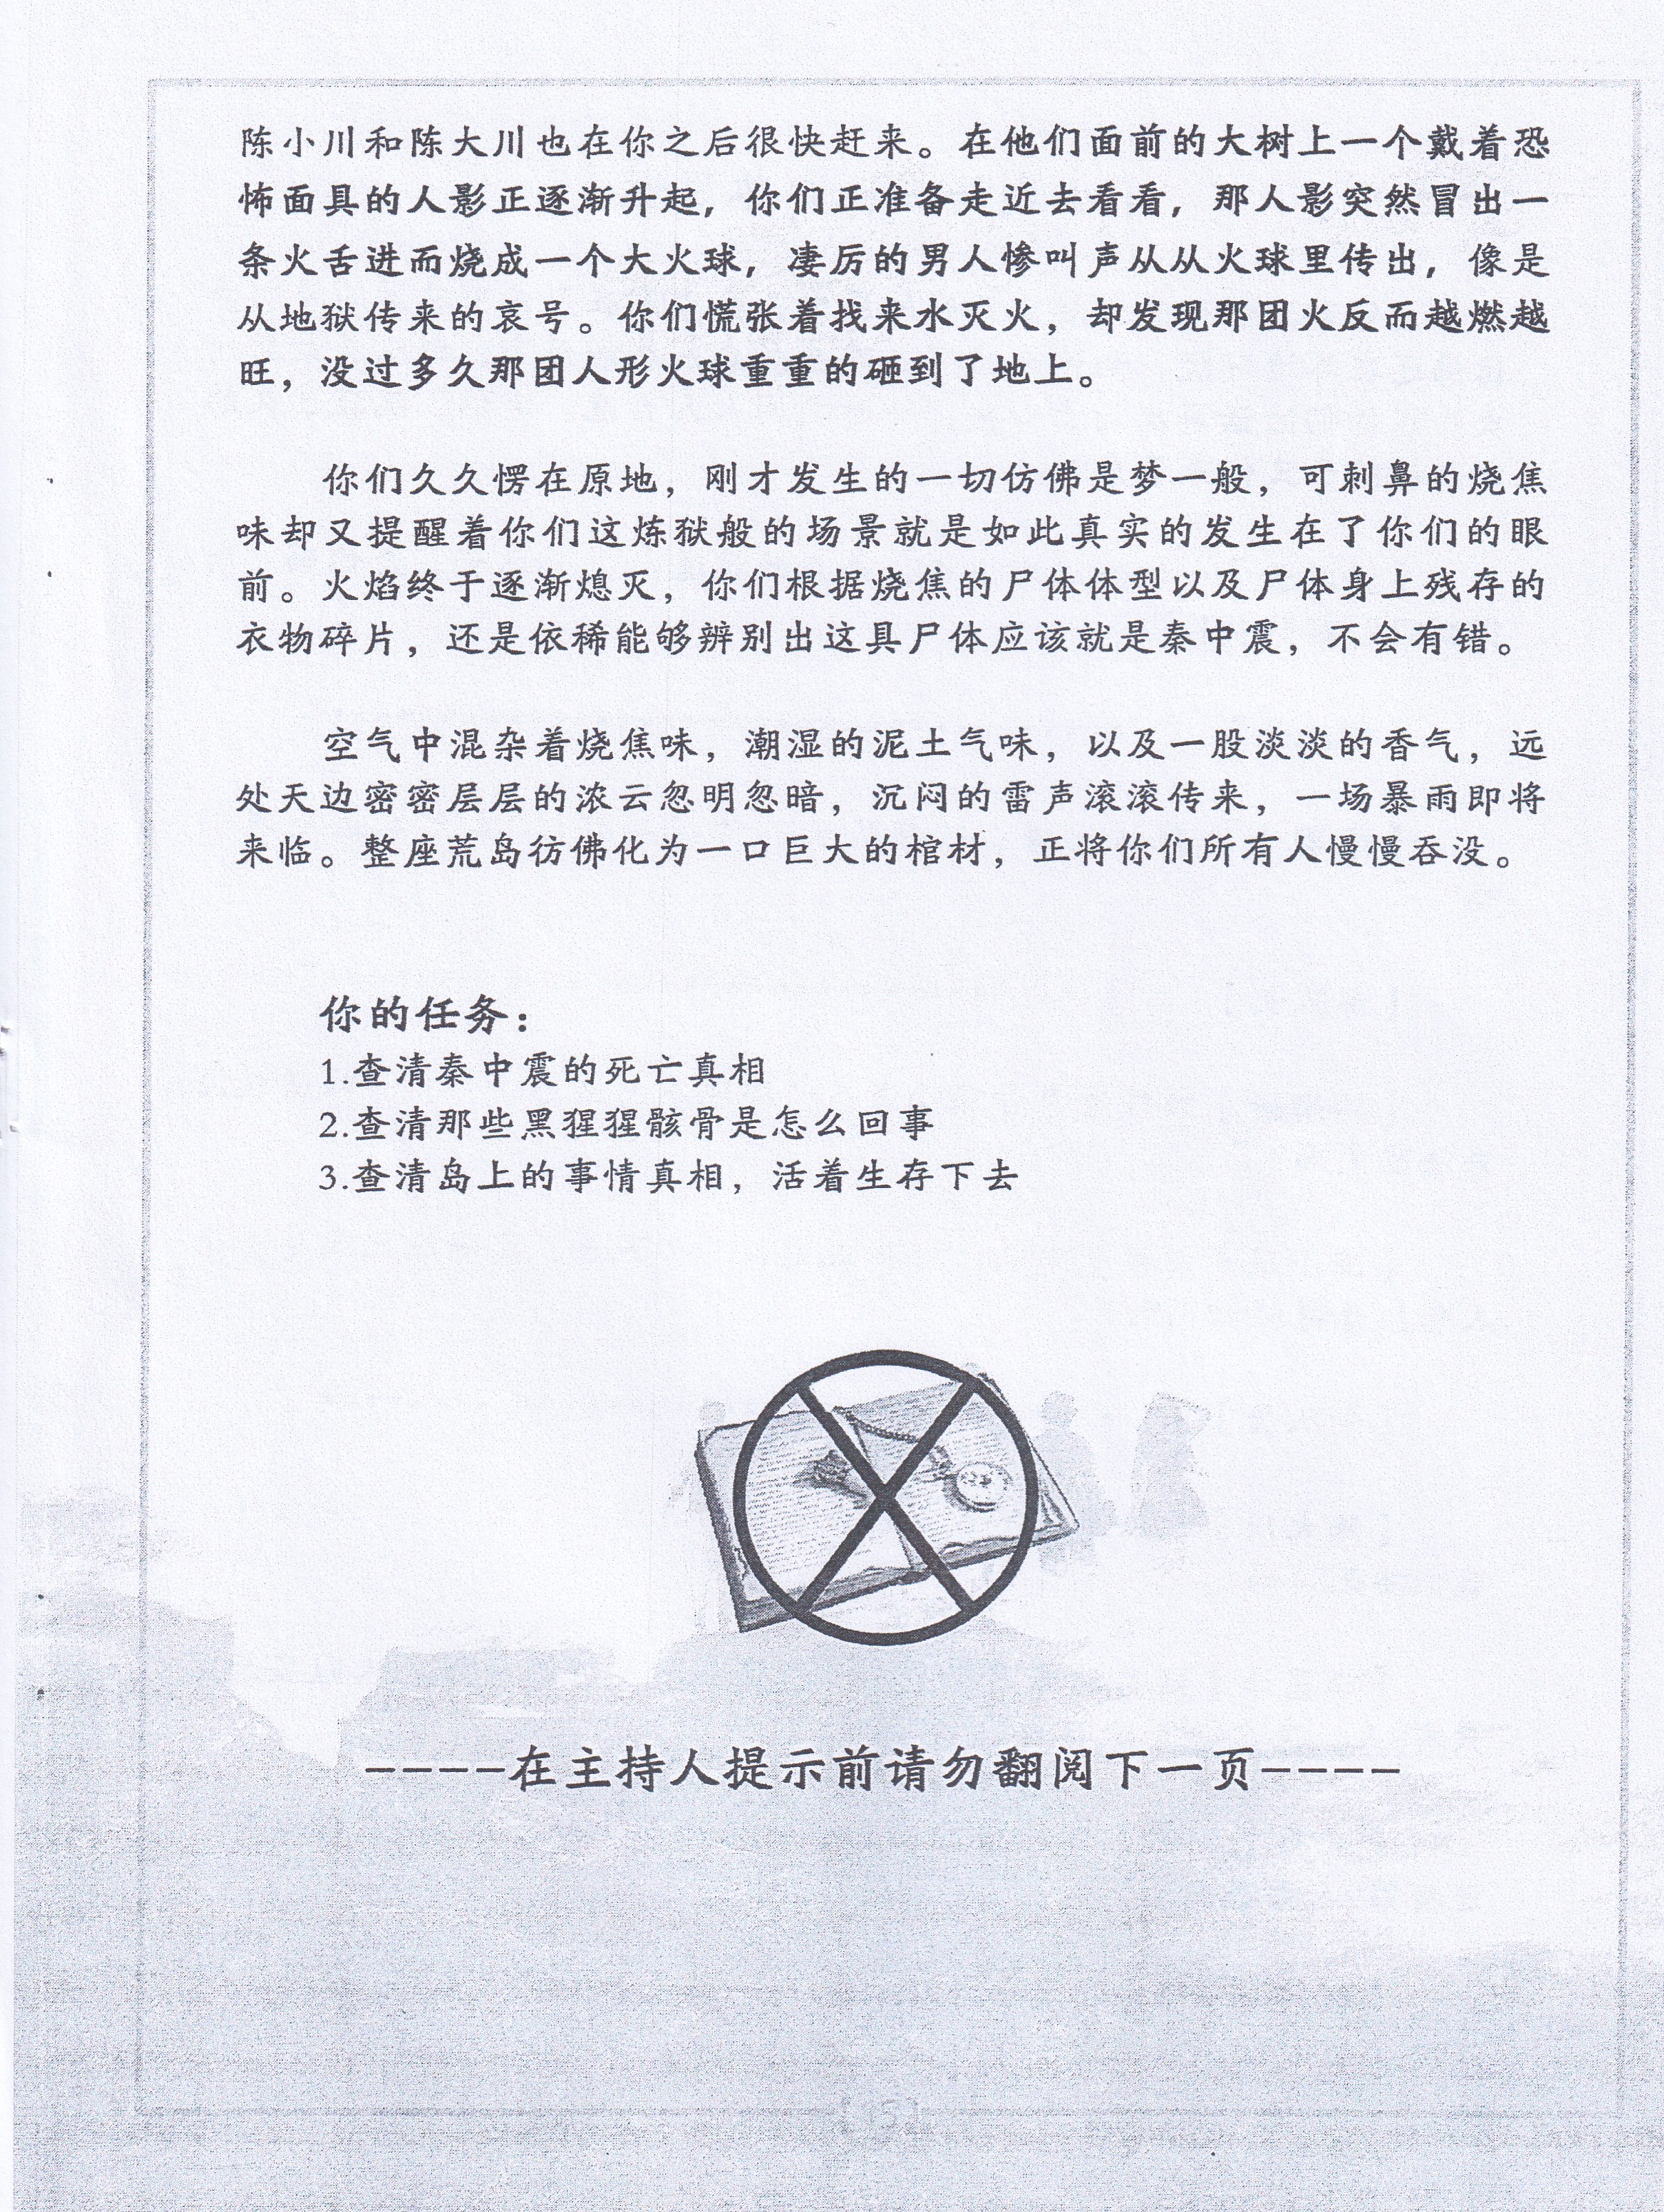 陈小川和陈大川也在你之后很快赶来。在他们面前的大树上一个戴着恐
怖面具的人影正逐渐升起，你们正准备走近去看看，那人影突然冒出一
条火舌进而烧成一个大火球，凄厉的男人惨叫声从从火球里传出，像是
从地狱传来的哀号。你们慌张着找来水灭火，却发现那团火反而越燃越
旺，没过多久那团人形火球重重的砸到了地上。
你们久久愣在原地，刚才发生的一切仿佛是梦一般，可刺鼻的烧焦
味却又提醒着你们这炼狱般的场景就是如此真实的发生在了你们的眼
前。火焰终于逐渐熄灭，你们根据烧焦的尸体体型以及尸体身上残存的
衣物碎片，还是依稀能够辨别出这具尸体应该就是秦中震，不会有错。
空气中混杂着烧焦味，潮湿的泥土气味，以及一股淡淡的香气，远
处天边密密层层的浓云忽明忽暗，沉闷的雷声滚滚传来，一场暴雨即将
来临。整座荒岛彷佛化为一口巨大的棺材，正将你们所有人慢慢吞没。
你的任务：
1.查清秦中震的死亡真相
2.查清那些黑猩猩骸骨是怎么回事
3.查清岛上的事情真相，活着生存下去
----在主持人提示前请勿翻阅下一页----